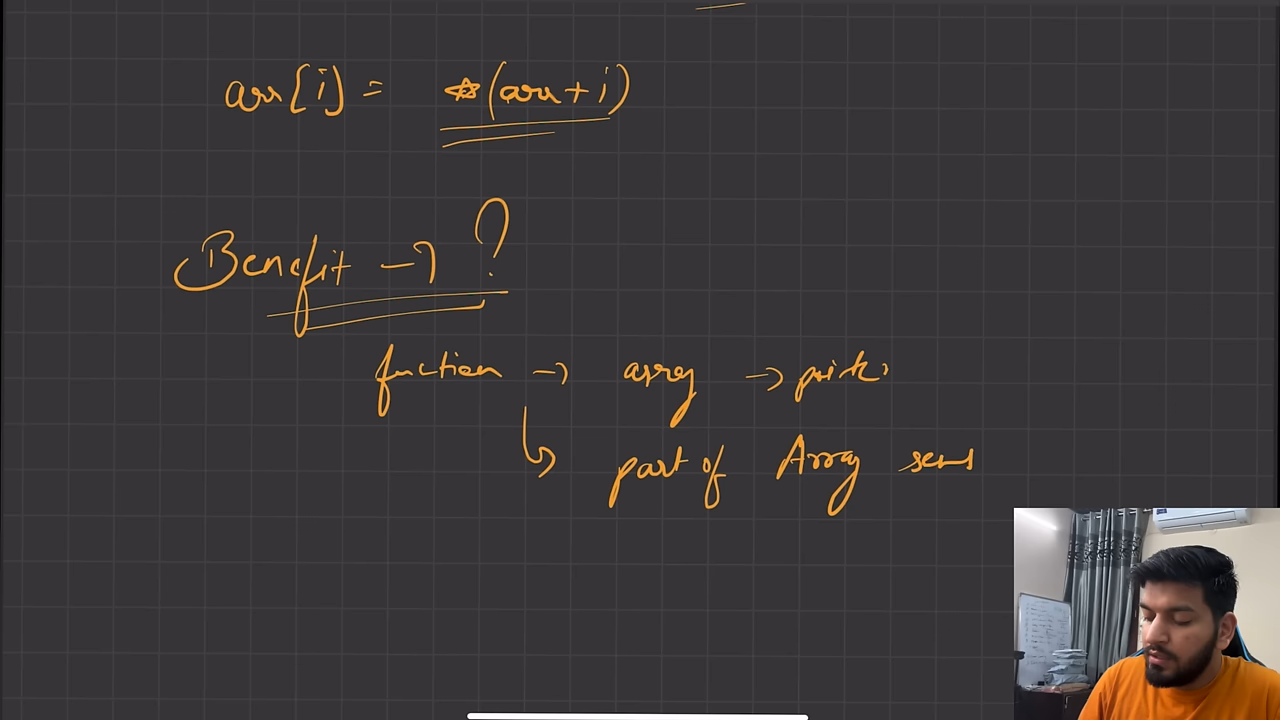 arr[i] = *(arr+i)
Benefit → ?
function → array → point
part of Array send